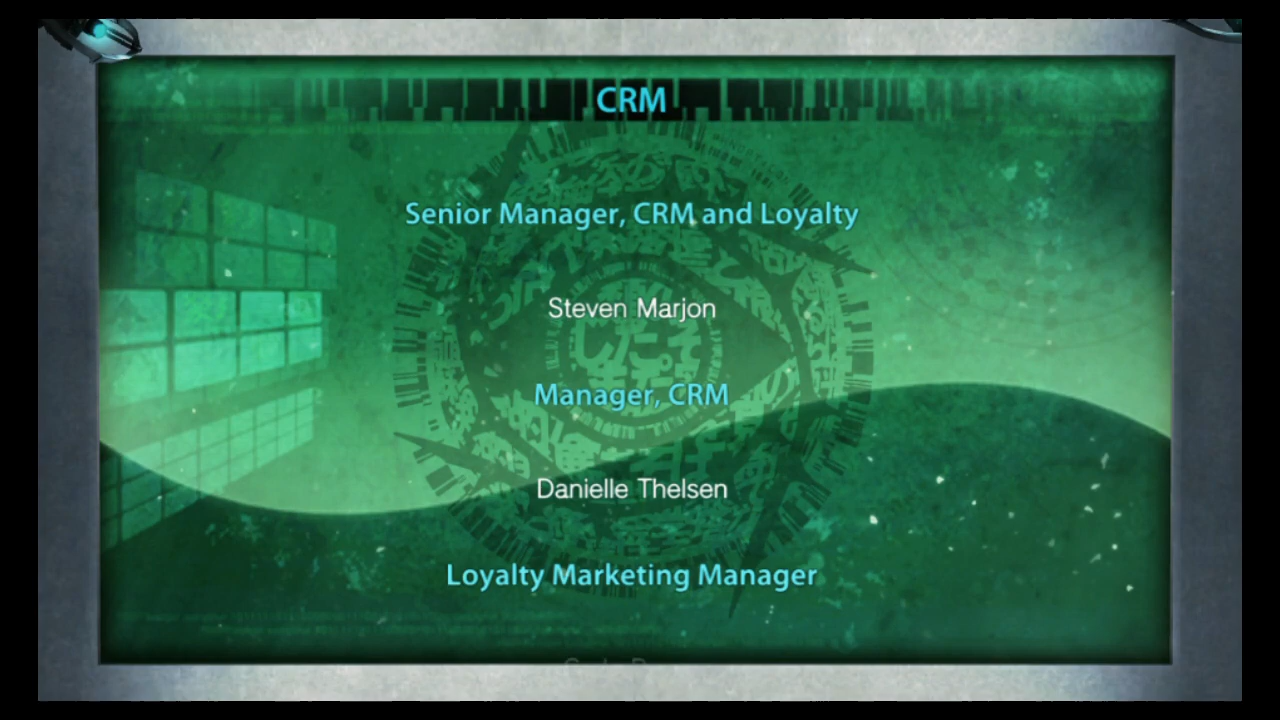 CRM
Senior Manager, CRM and Loyalty
Steven Marjon
Manager, CRM
Danielle Thelsen
Loyalty Marketing Manager